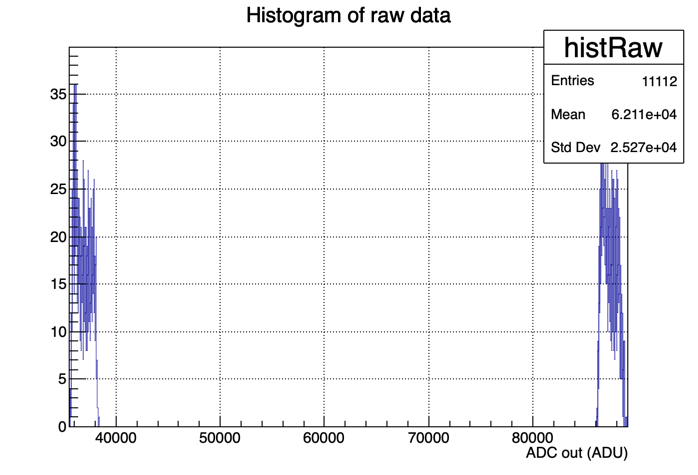 Histogram of raw data
histRaw
Entries 11112
Mean 6.211e+04
Std Dev 2.527e+04
35
30
25
20
15
10
5
0
40000 50000 60000 70000 80000
ADC out (ADU)